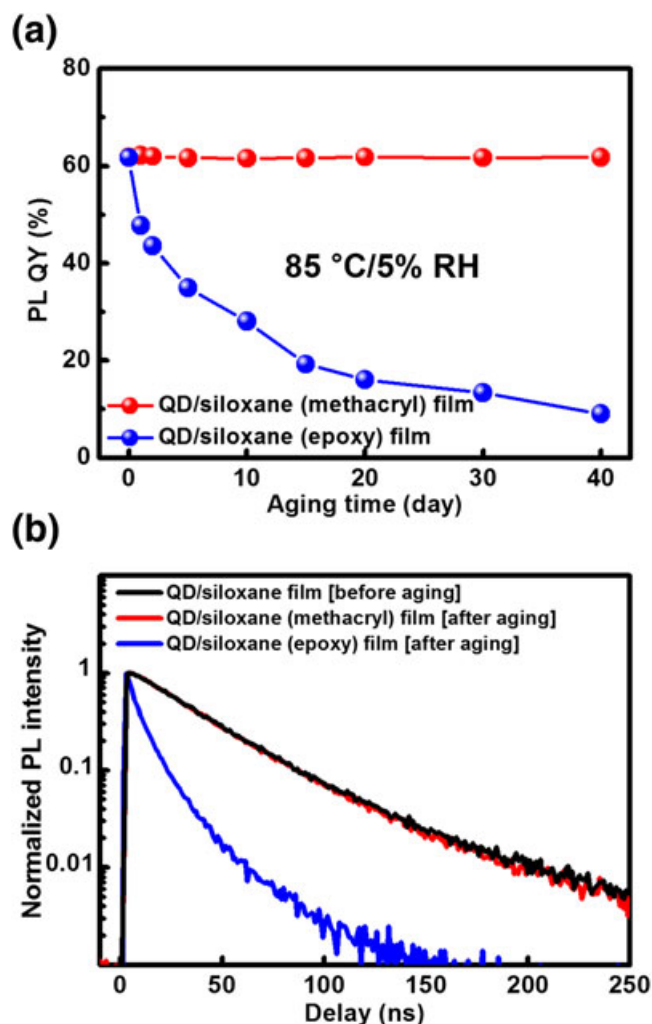 (a)
80
60
40
20
0
PL QY (%)
85 °C/5% RH
QD/siloxane (methacryl) film
QD/siloxane (epoxy) film
0 10 20 30 40
Aging time (day)
(b)
QD/siloxane film [before aging]
QD/siloxane (methacryl) film [after aging]
QD/siloxane (epoxy) film [after aging]
1
0.1
0.01
Normalized PL intensity
0 50 100 150 200 250
Delay (ns)